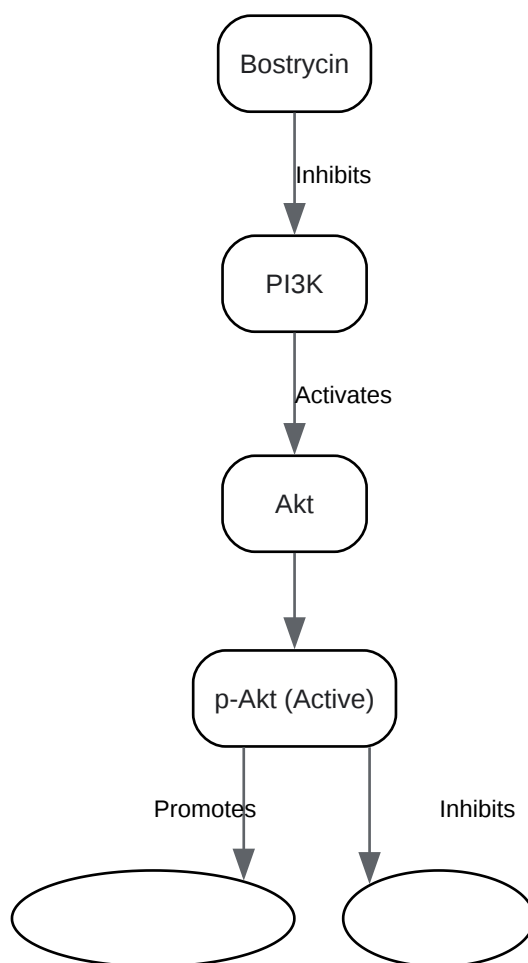 Bostrycin
Inhibits
PI3K
Activates
Akt
p-Akt (Active)
Promotes
Inhibits